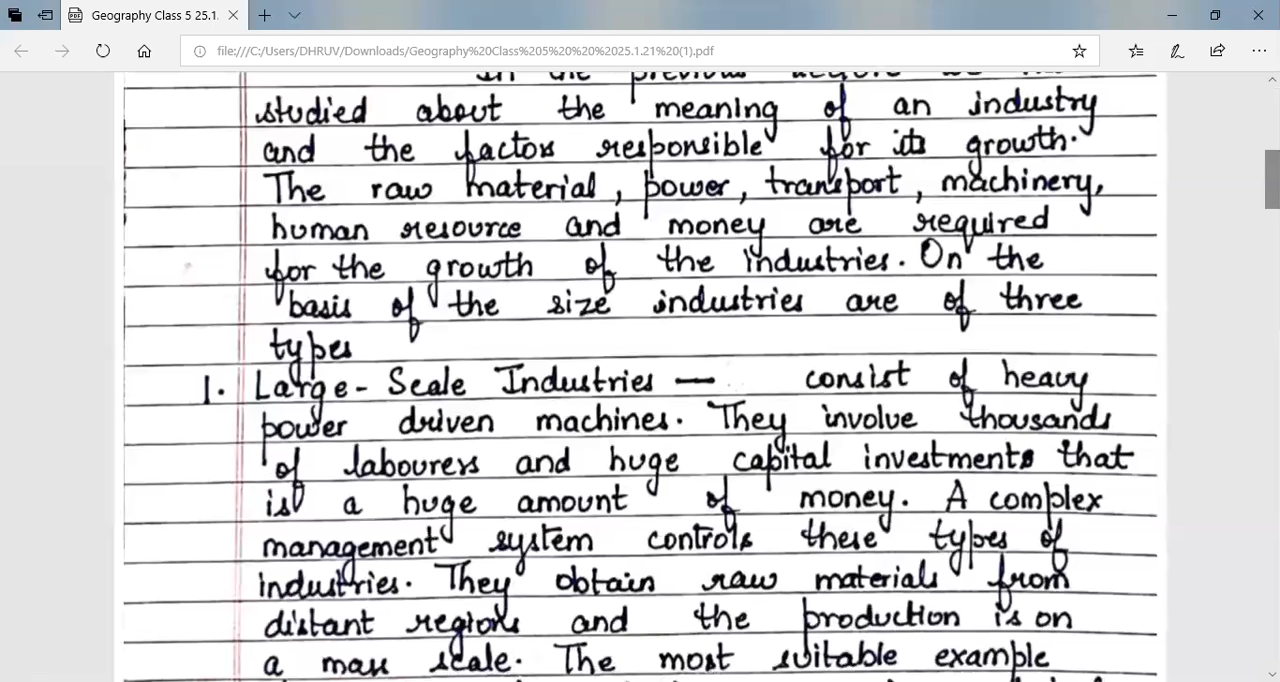 Geography Class 5 25.1.
file:///C:/Users/DHRUV/Downloads/Geography%20Class%205%20%20%2025.1.21%20(1).pdf
In the previous
studied about the meaning of an industry
and the factors responsible for its growth.
The raw material, power, transport, machinery,
human resource and money are required
for the growth of the industries. On the
basis of the size industries are of three
types
1. Large-Scale Industries — consist of heavy
power driven machines. They involve thousands
of labourers and huge capital investments that
is a huge amount of money. A complex
management system controls these types of
industries. They obtain raw materials from
distant regions and the production is on
a mass scale. The most suitable example